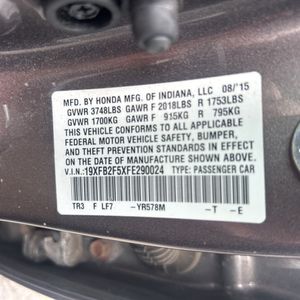 MFD. BY HONDA MFG. OF INDIANA, LLC 08/'15
GVWR 3748LBS GAWR F 2018LBS R 1753LBS
GVWR 1700KG GAWR F 915KG R 795KG
THIS VEHICLE CONFORMS TO ALL APPLICABLE
FEDERAL MOTOR VEHICLE SAFETY, BUMPER,
AND THEFT PREVENTION STANDARDS IN EFFECT
ON THE DATE OF MANUFACTURE SHOWN ABOVE.
V.I.N.:19XFB2F5XFE290024 TYPE: PASSENGER CAR
TR3 F LF7 -YR578M -T -E